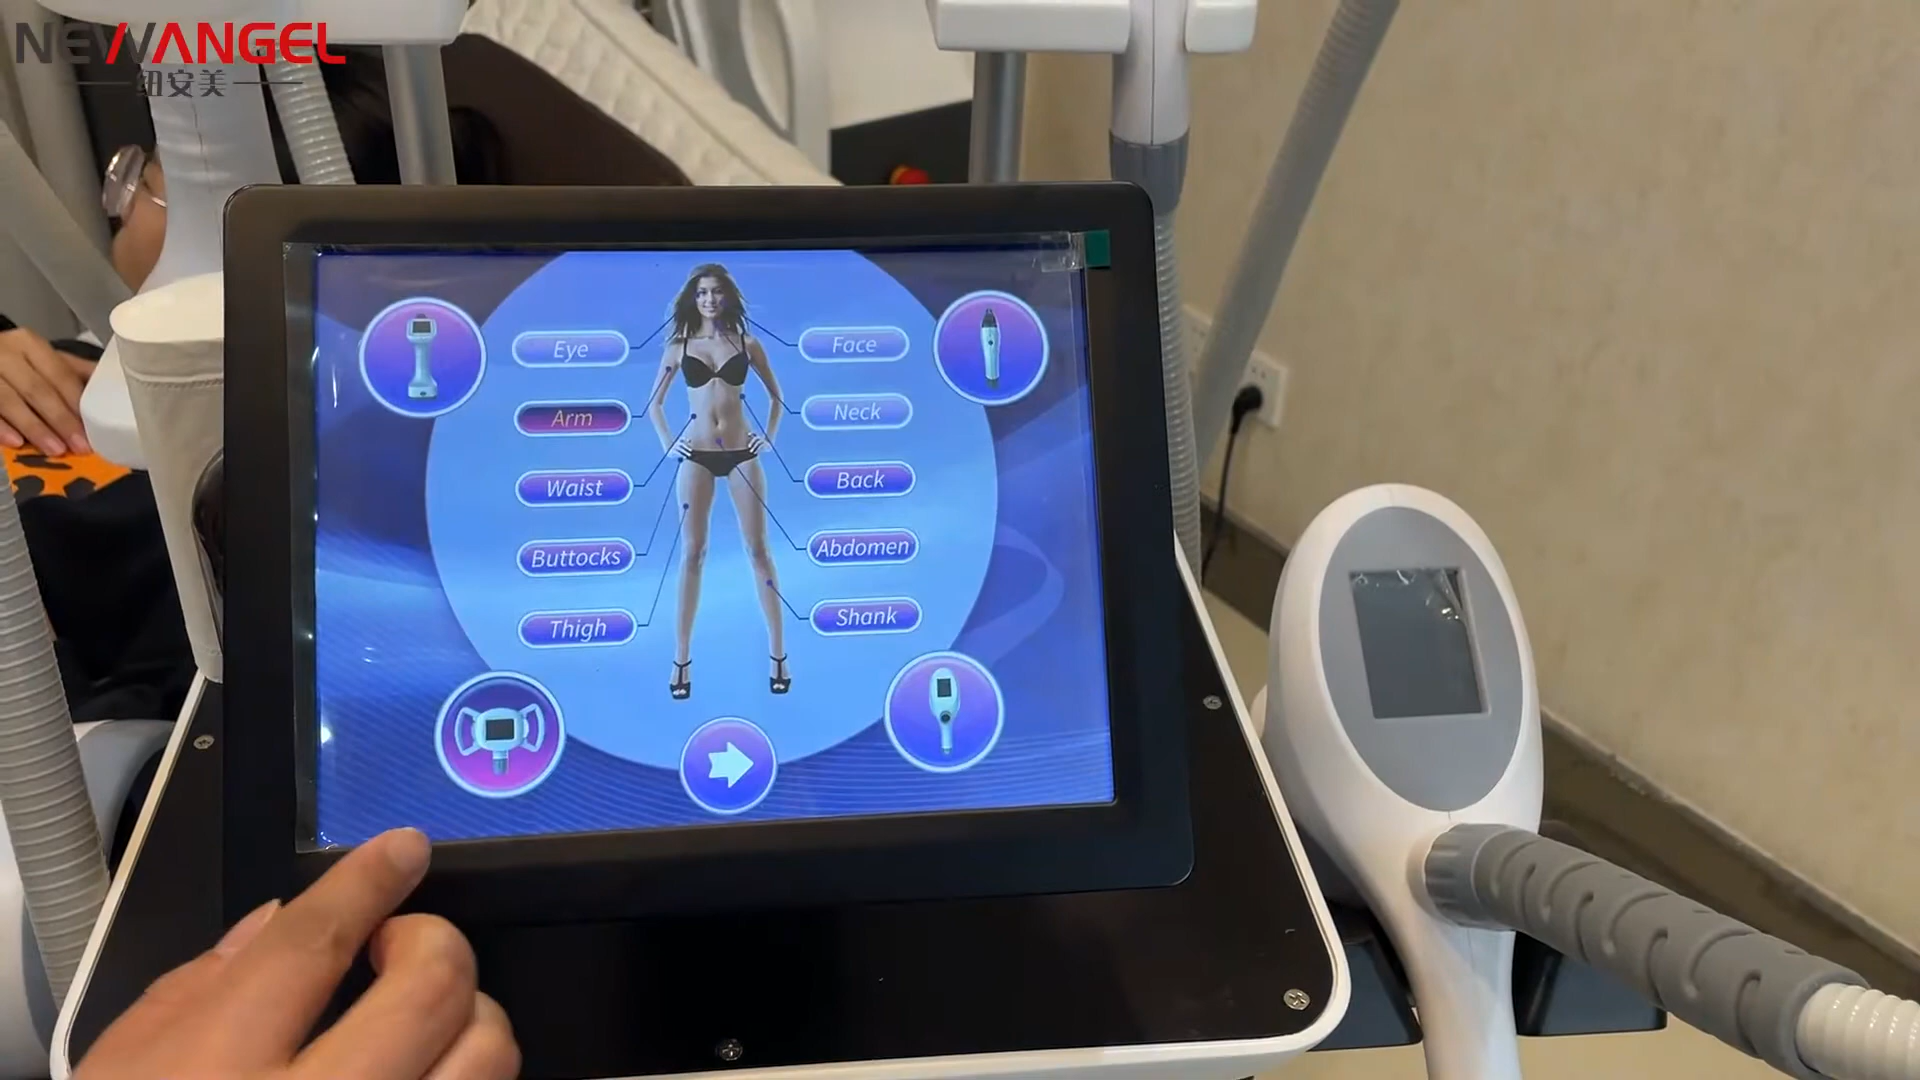 NEWANGEL
纽安美
Eye
Face
Arm
Neck
Waist
Back
Buttocks
Abdomen
Thigh
Shank